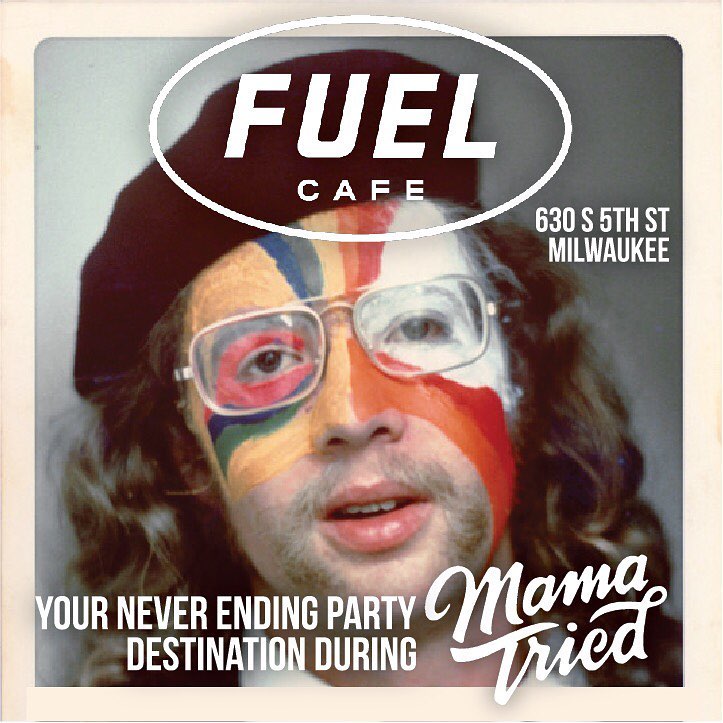 FUEL
CAFE
630 S 5TH ST
MILWAUKEE
YOUR NEVER ENDING PARTY
DESTINATION DURING
Mama
Tried